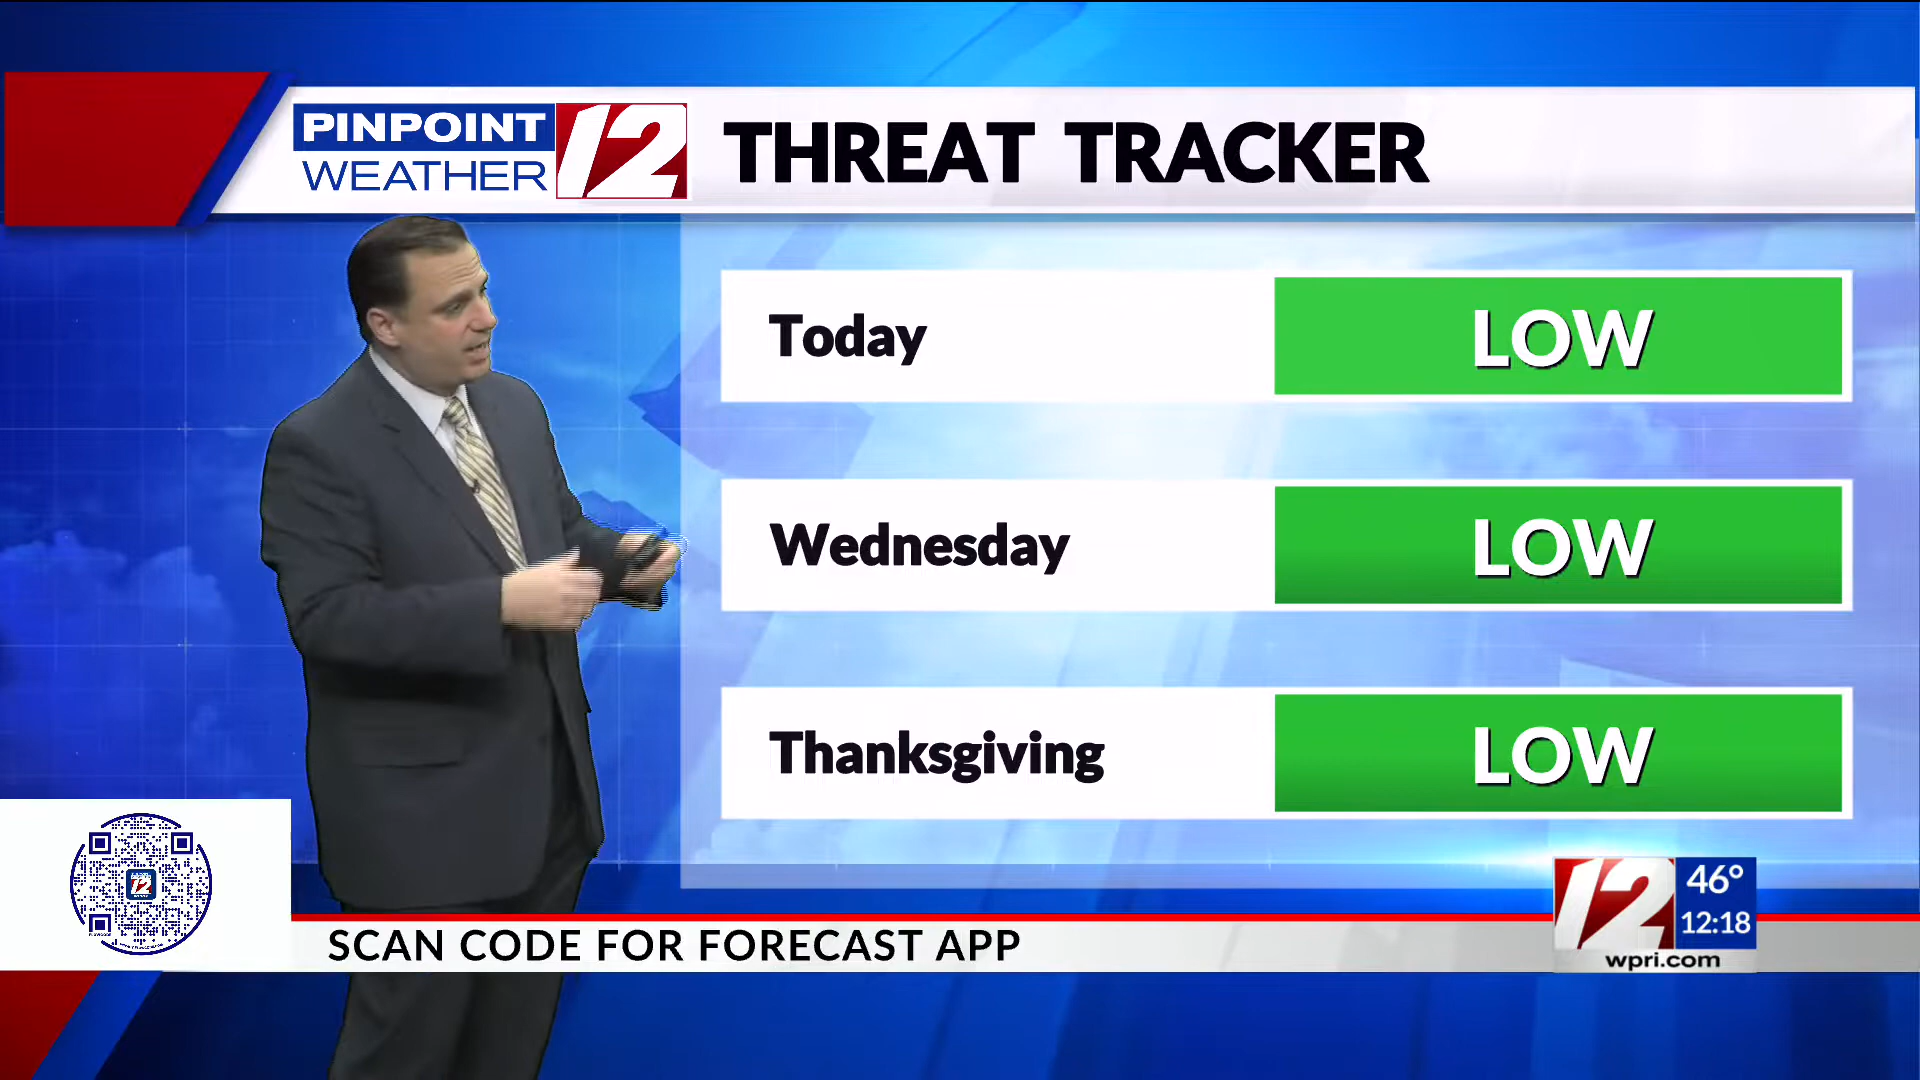 PINPOINT
WEATHER
12
THREAT TRACKER
Today
LOW
Wednesday
LOW
Thanksgiving
LOW
12
SCAN CODE FOR FORECAST APP
12
46°
12:18
wpri.com